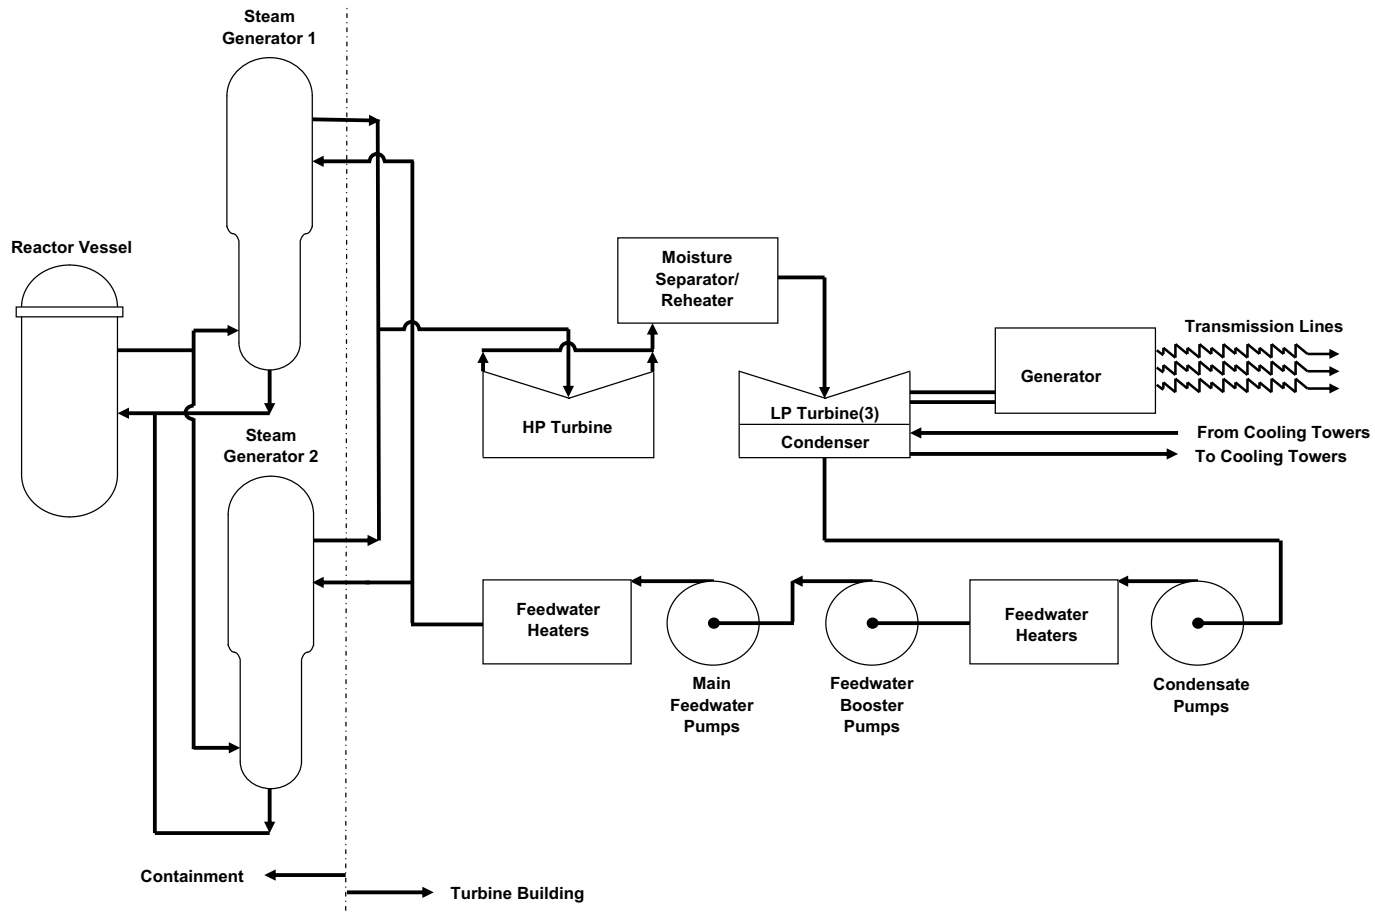 Steam
Generator 1
Reactor Vessel
Moisture
Separator/
Reheater
Transmission Lines
Generator
HP Turbine
LP Turbine(3)
Condenser
From Cooling Towers
To Cooling Towers
Steam
Generator 2
Feedwater
Heaters
Feedwater
Heaters
Main
Feedwater
Pumps
Feedwater
Booster
Pumps
Condensate
Pumps
Containment
Turbine Building